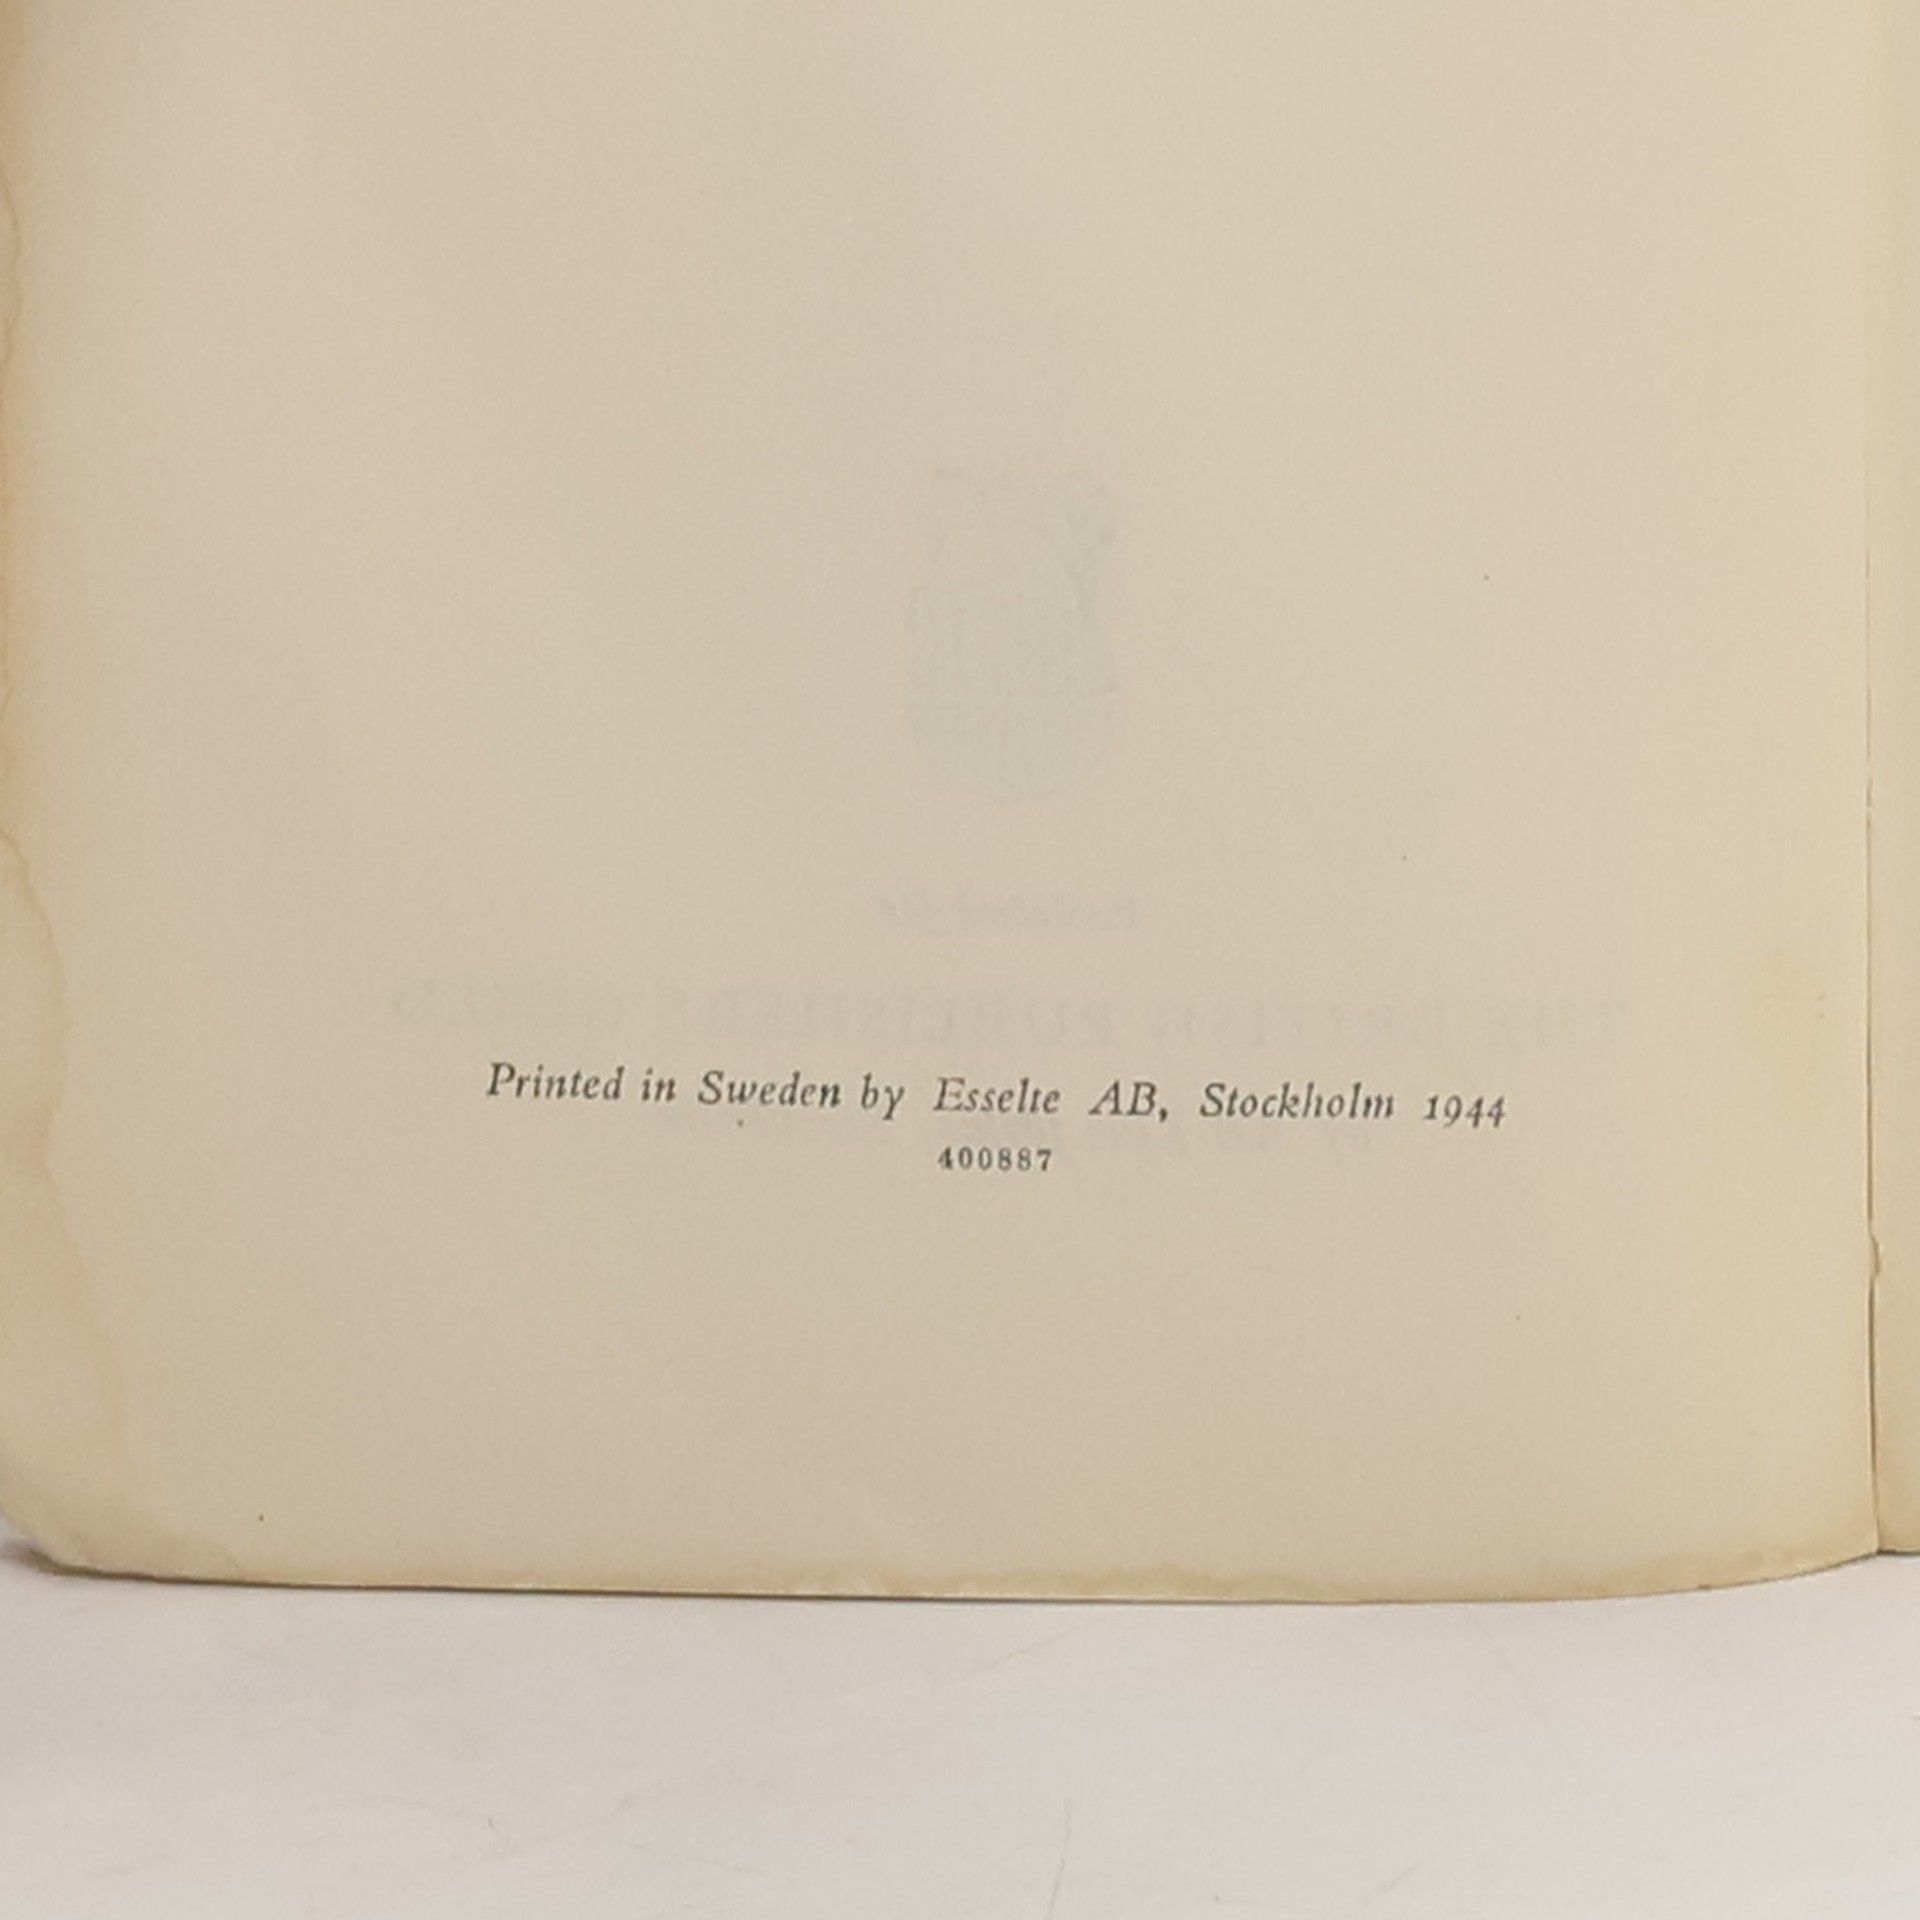 Printed in Sweden by Esselte AB, Stockholm 1944
400887